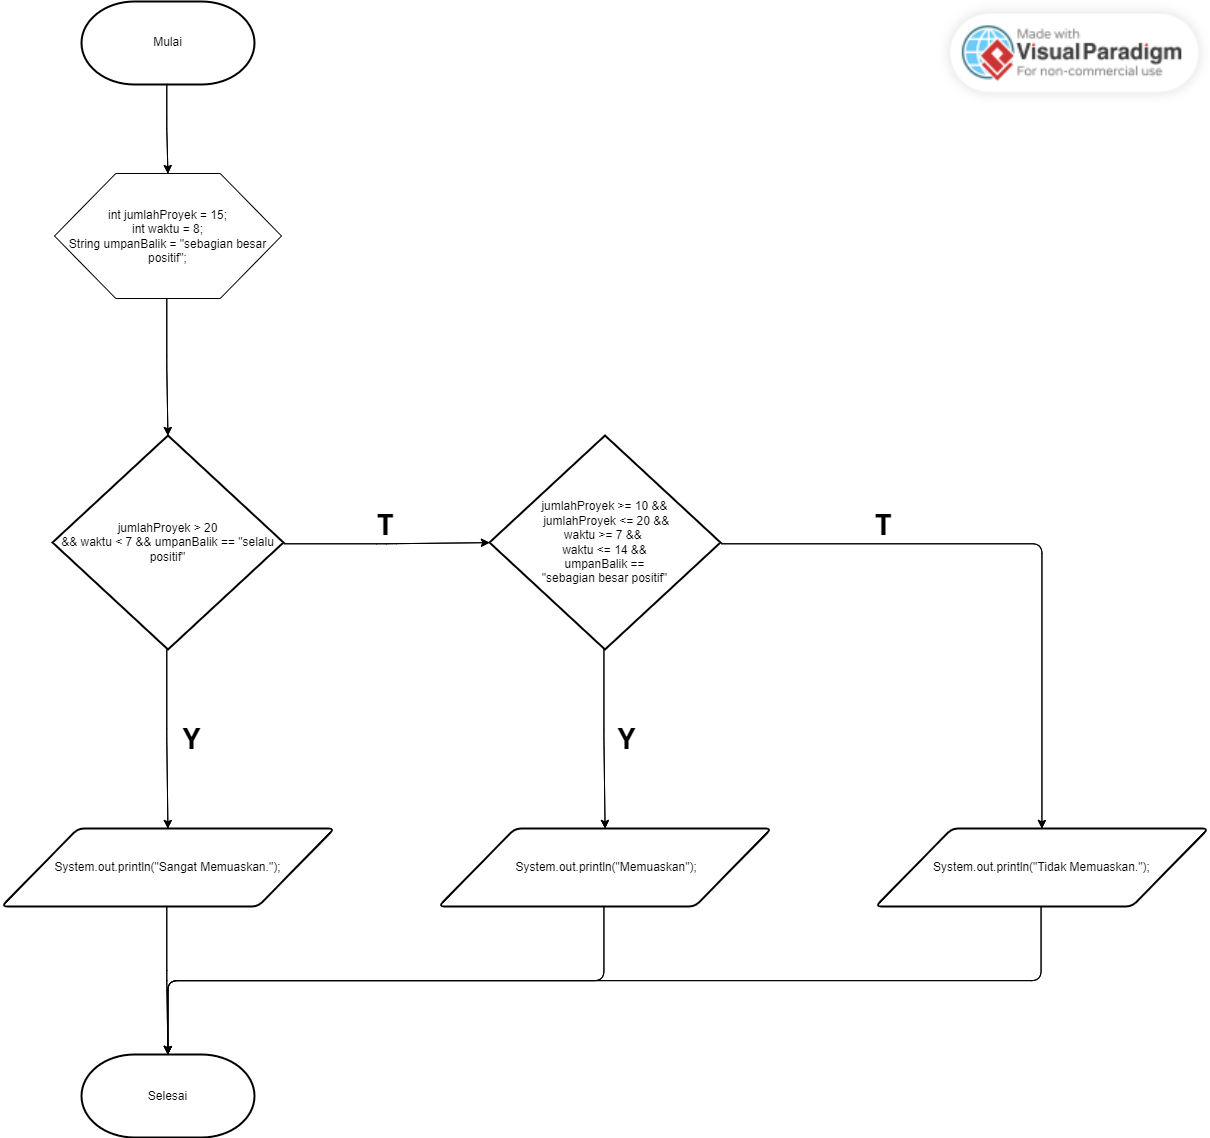 Mulai
Made with
Visual Paradigm
For non-commercial use
int jumlahProyek = 15;
int waktu = 8;
String umpanBalik = "sebagian besar
positif";
jumlahProyek > 20
&& waktu < 7 && umpanBalik == "selalu
positif"
T
jumlahProyek >= 10 &&
jumlahProyek <= 20 &&
waktu >= 7 &&
waktu <= 14 &&
umpanBalik ==
"sebagian besar positif"
T
Y
Y
System.out.println("Sangat Memuaskan.");
System.out.println("Memuaskan");
System.out.println("Tidak Memuaskan.");
Selesai